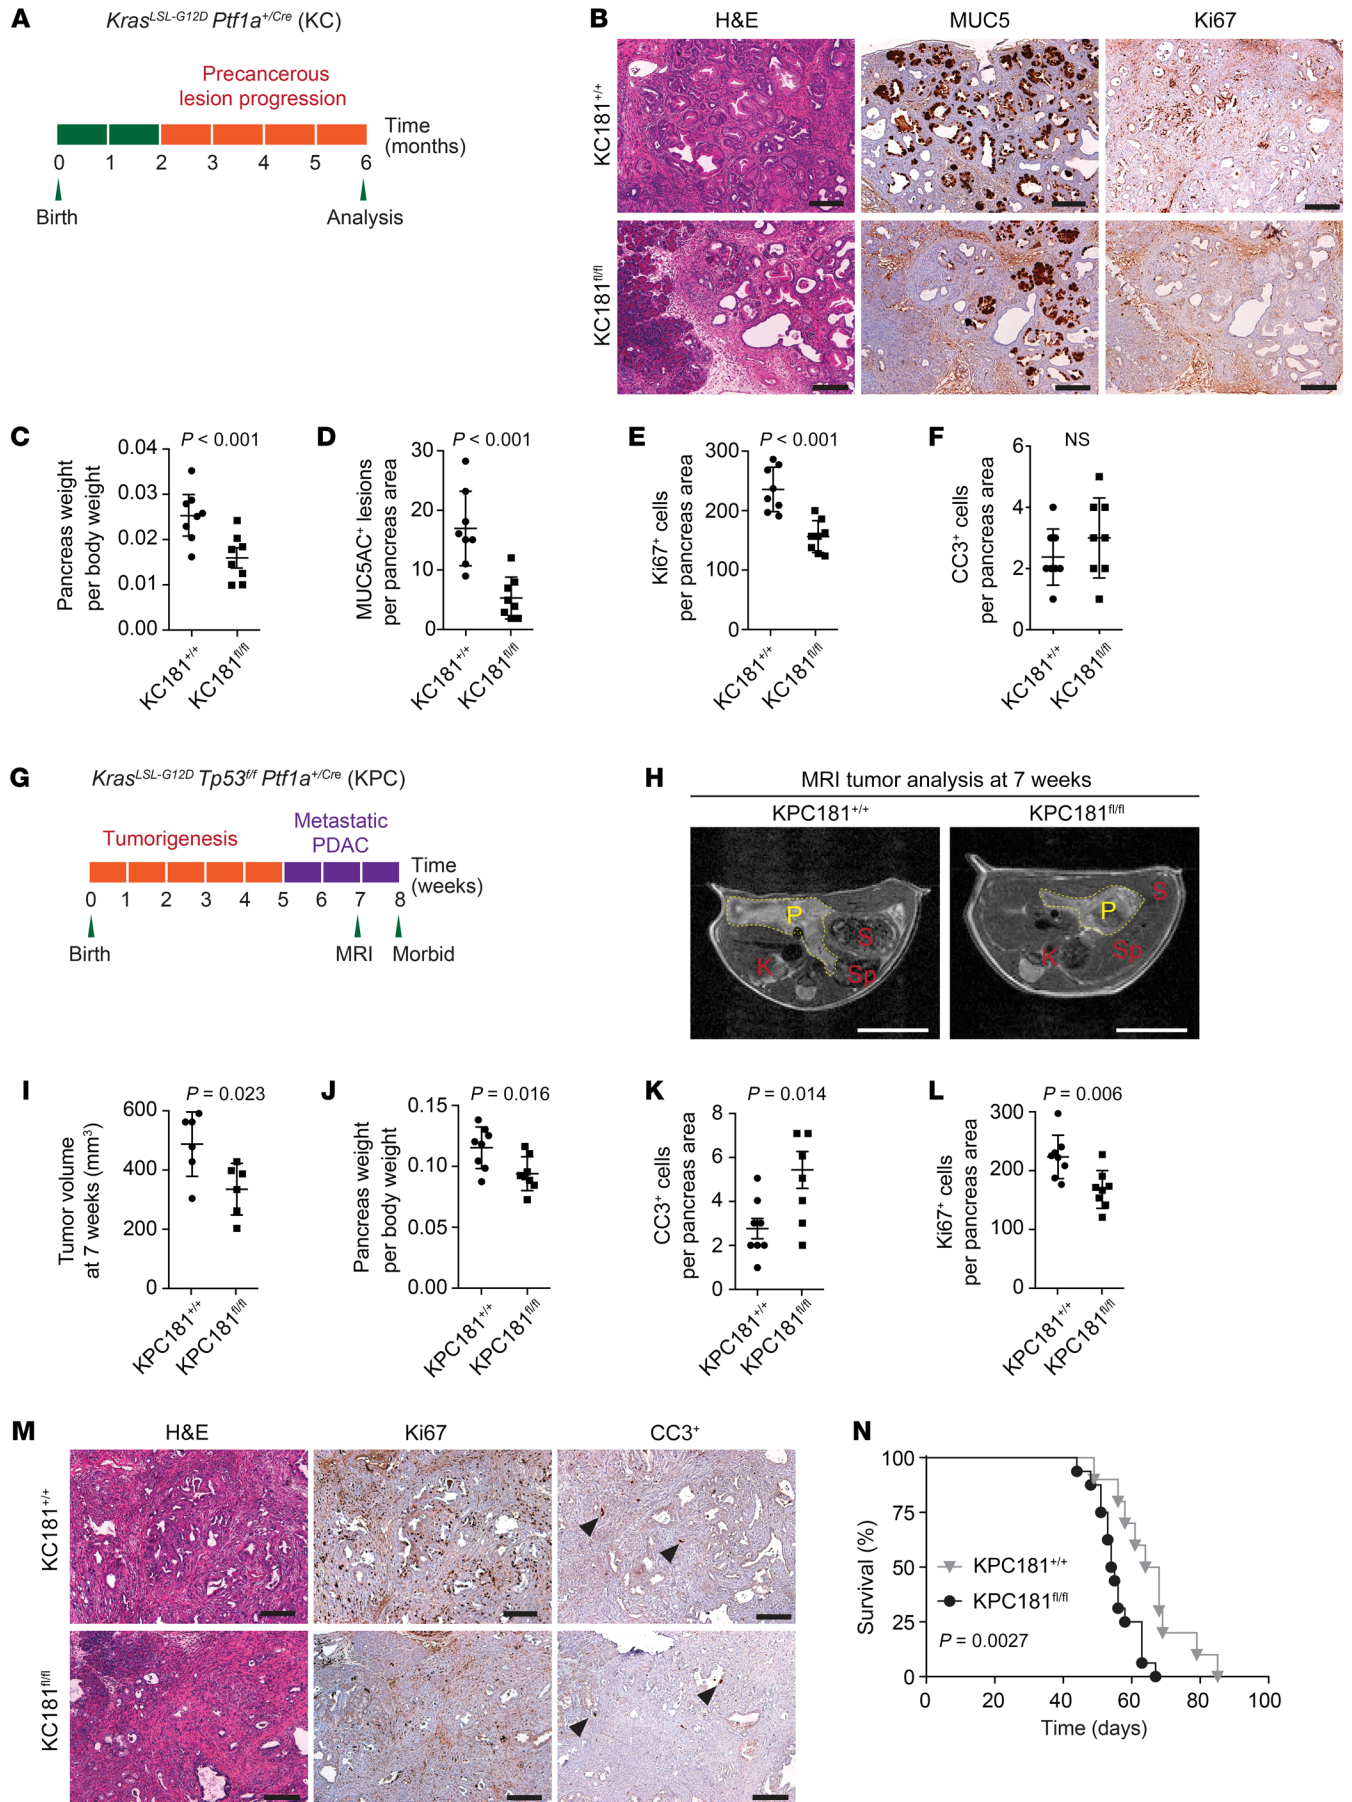 A
Kras^LSL-G12D Ptf1a^+/Cre (KC)
Precancerous
lesion progression
Time
(months)
0 1 2 3 4 5 6
Birth
Analysis
B
H&E
MUC5
Ki67
KC181+/+
KC181fl/fl
C
P < 0.001
Pancreas weight
per body weight
0.04
0.03
0.02
0.01
0.00
KC181+/+
KC181fl/fl
D
P < 0.001
MUC5AC+ lesions
per pancreas area
30
20
10
0
KC181+/+
KC181fl/fl
E
P < 0.001
Ki67+ cells
per pancreas area
300
200
100
0
KC181+/+
KC181fl/fl
F
NS
CC3+ cells
per pancreas area
6
4
2
0
KC181+/+
KC181fl/fl
G
Kras^LSL-G12D Tp53^f/f Ptf1a^+/Cre (KPC)
Tumorigenesis
Metastatic
PDAC
Time
(weeks)
0 1 2 3 4 5 6 7 8
Birth
MRI
Morbid
H
MRI tumor analysis at 7 weeks
KPC181+/+
KPC181fl/fl
P
S
K
Sp
P
S
K
Sp
I
P = 0.023
Tumor volume
at 7 weeks (mm3)
600
400
200
0
KPC181+/+
KPC181fl/fl
J
P = 0.016
Pancreas weight
per body weight
0.15
0.10
0.05
0.00
KPC181+/+
KPC181fl/fl
K
P = 0.014
CC3+ cells
per pancreas area
8
6
4
2
0
KPC181+/+
KPC181fl/fl
L
P = 0.006
Ki67+ cells
per pancreas area
300
200
100
0
KPC181+/+
KPC181fl/fl
M
H&E
Ki67
CC3+
KC181+/+
KC181fl/fl
N
Survival (%)
100
75
50
25
0
KPC181+/+
KPC181fl/fl
P = 0.0027
0 20 40 60 80 100
Time (days)